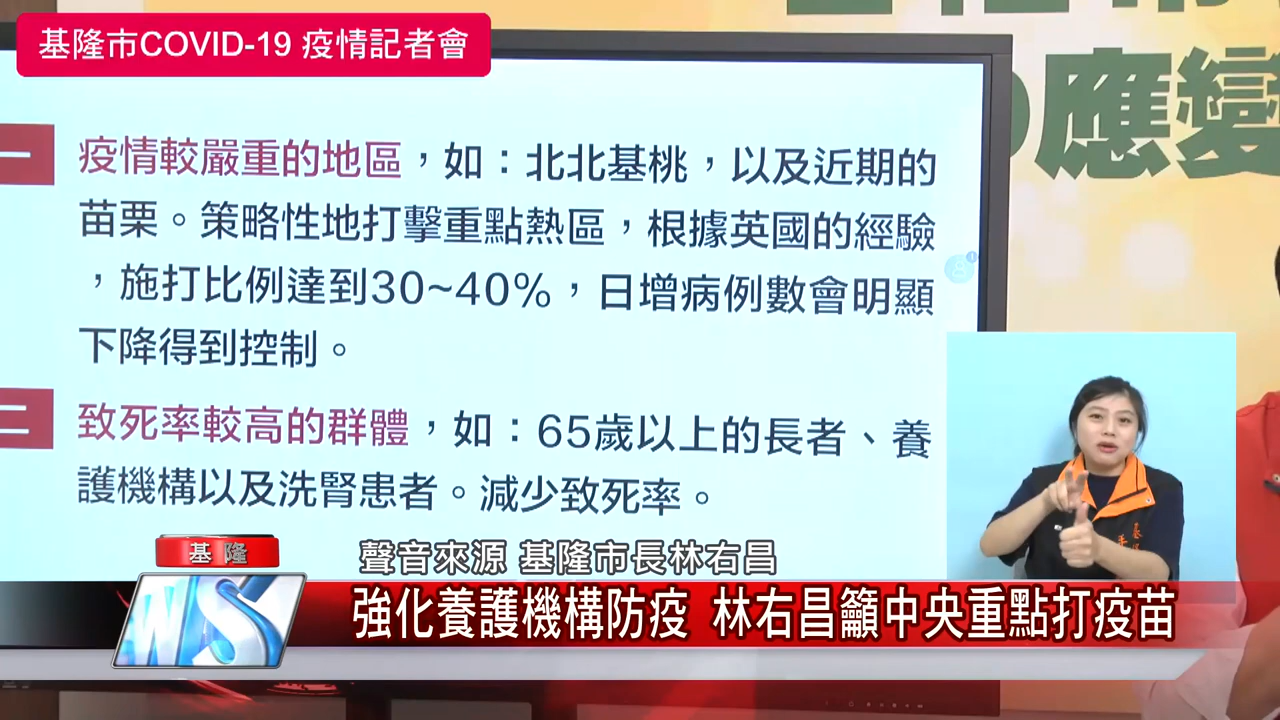 基隆市COVID-19 疫情記者會
應變
一
疫情較嚴重的地區，如：北北基桃，以及近期的
苗栗。策略性地打擊重點熱區，根據英國的經驗
，施打比例達到30~40%，日增病例數會明顯
下降得到控制。
二
致死率較高的群體，如：65歲以上的長者、養
護機構以及洗腎患者。減少致死率。
基隆
聲音來源 基隆市長林右昌
強化養護機構防疫 林右昌籲中央重點打疫苗